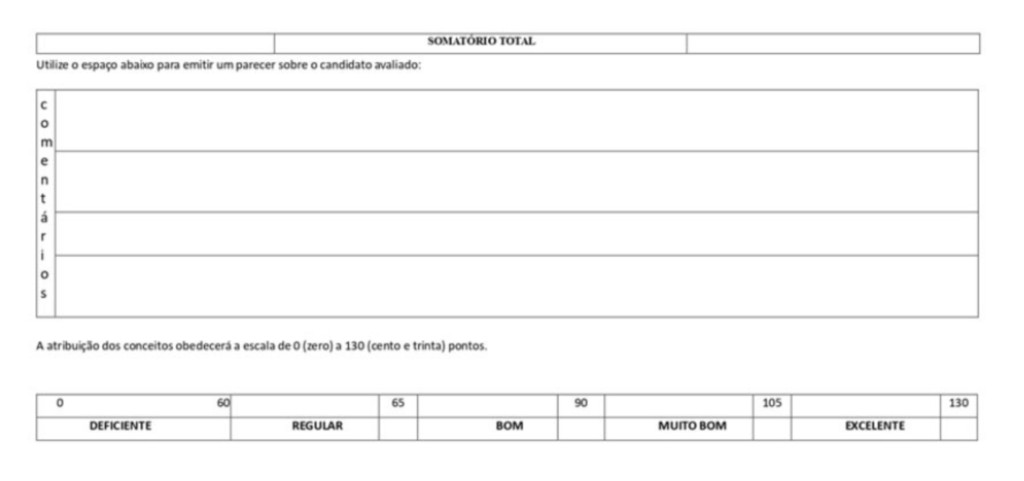 SOMATÓRIO TOTAL
Utilize o espaço abaixo para emitir um parecer sobre o candidato avaliado:
c
o
m
e
n
t
á
r
i
o
s
A atribuição dos conceitos obedecerá a escala de 0 (zero) a 130 (cento e trinta) pontos.
0 60 65 90 105 130
DEFICIENTE REGULAR BOM MUITO BOM EXCELENTE